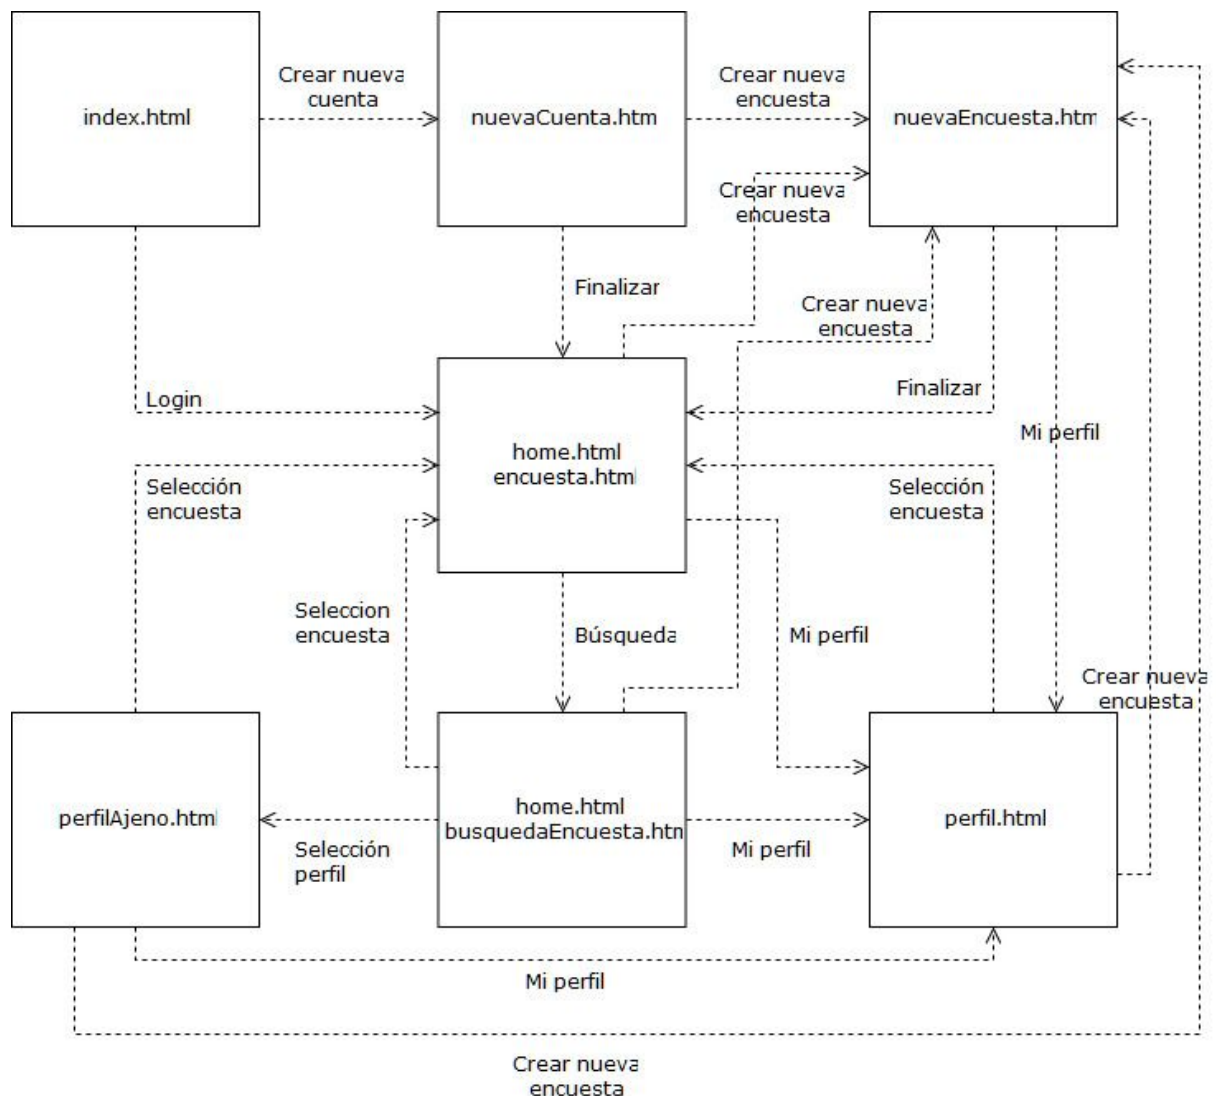 Crear nueva
cuenta
Crear nueva
encuesta
index.html
nuevaCuenta.htm
nuevaEncuesta.htm
Crear nueva
encuesta
Finalizar
Crear nueva
encuesta
Login
Finalizar
Mi perfil
home.html
encuesta.html
Selección
encuesta
Selección
encuesta
Seleccion
encuesta
Búsqueda
Mi perfil
Crear nueva
encuesta
perfilAjeno.html
home.html
busquedaEncuesta.htm
perfil.html
Selección
perfil
Mi perfil
Mi perfil
Crear nueva
encuesta